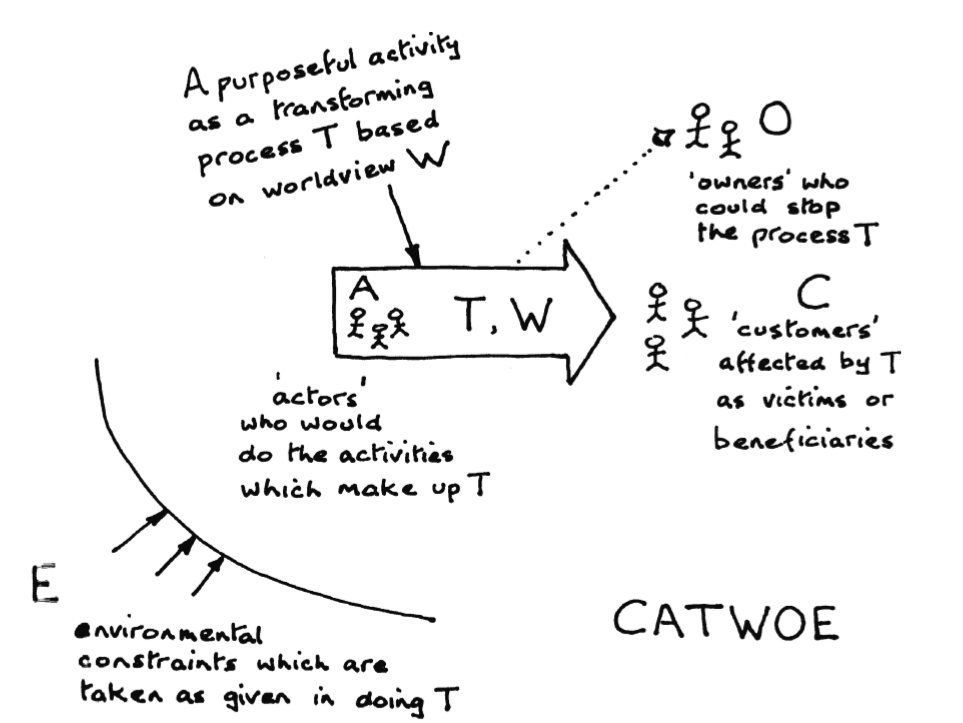 A purposeful activity
as a transforming
process T based
on worldview W
O
'owners' who
could stop
the process T
A
T, W
C
'customers'
affected by T
as victims or
beneficiaries
'actors'
who would
do the activities
which make up T
E
environmental
constraints which are
taken as given in doing T
CATWOE